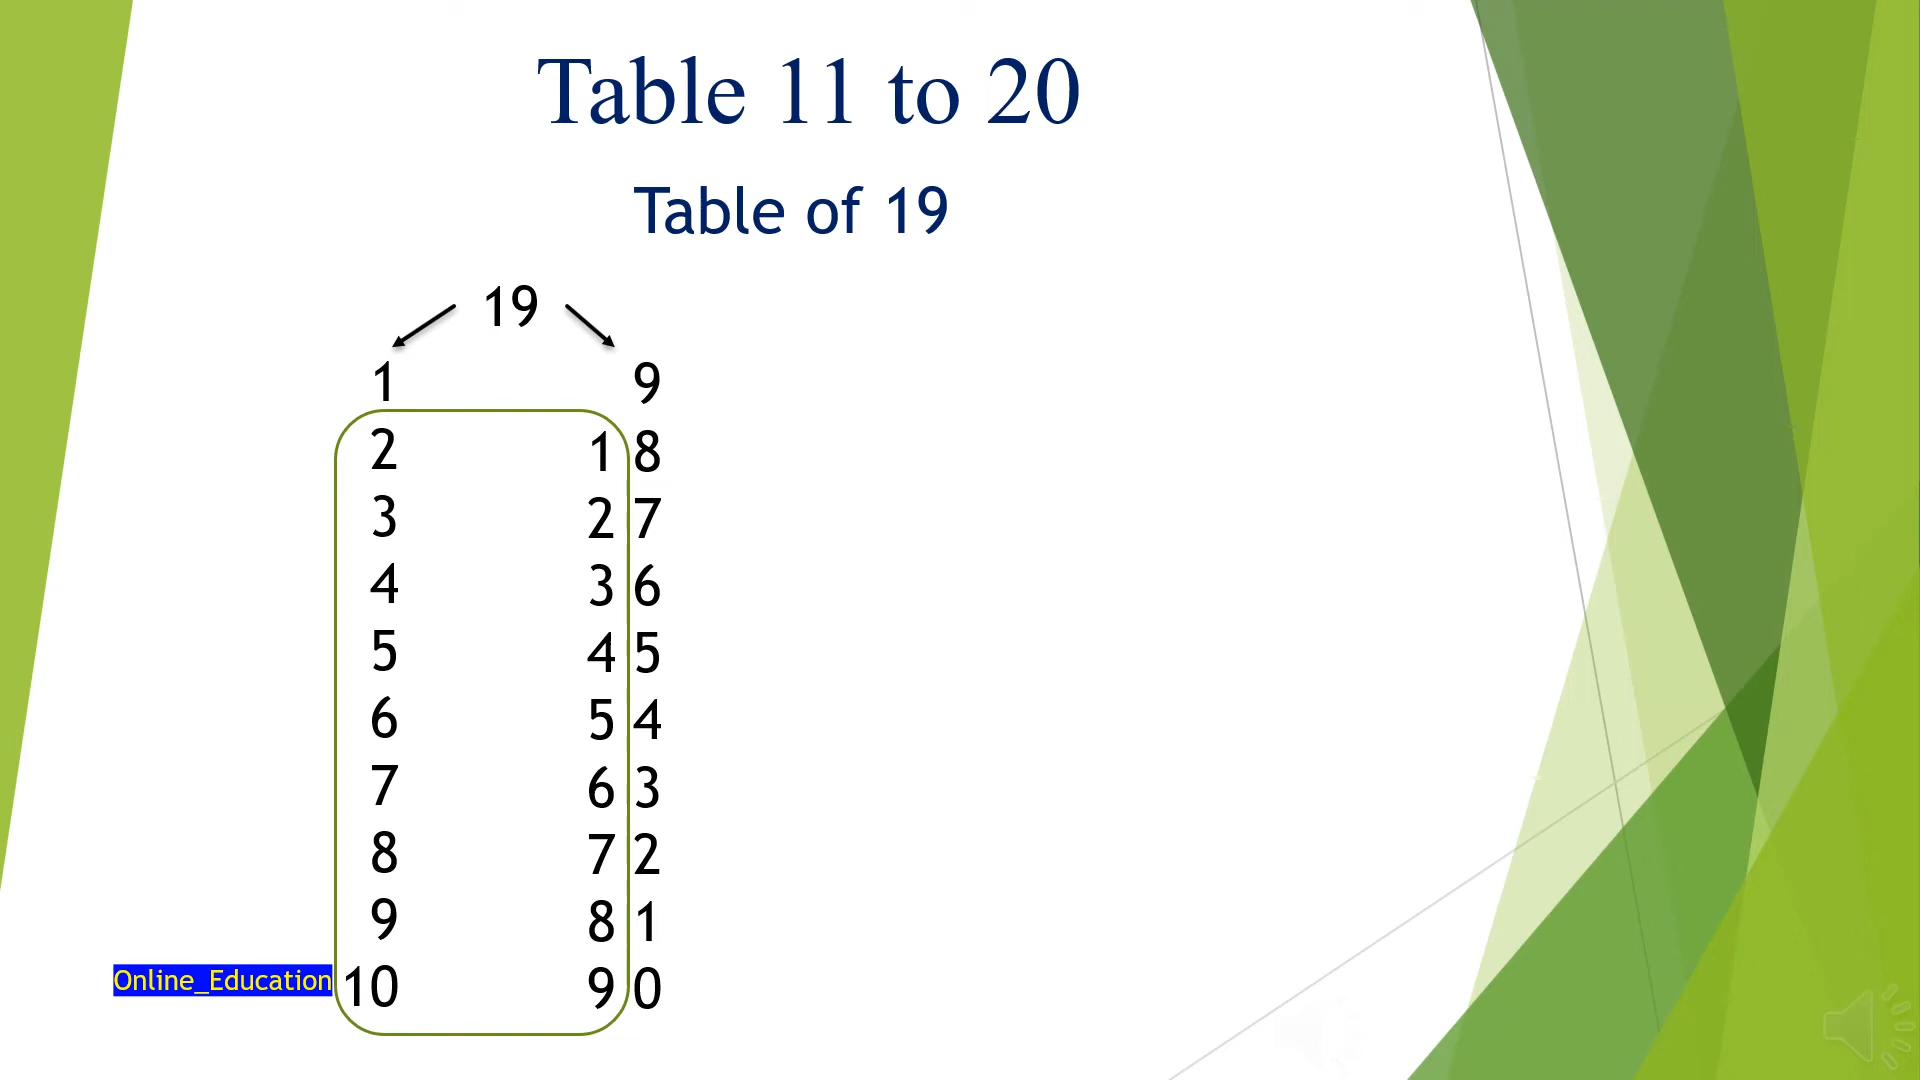 Table 11 to 20
Table of 19
19
1 9
2 1 8
3 2 7
4 3 6
5 4 5
6 5 4
7 6 3
8 7 2
9 8 1
Online_Education 10 9 0